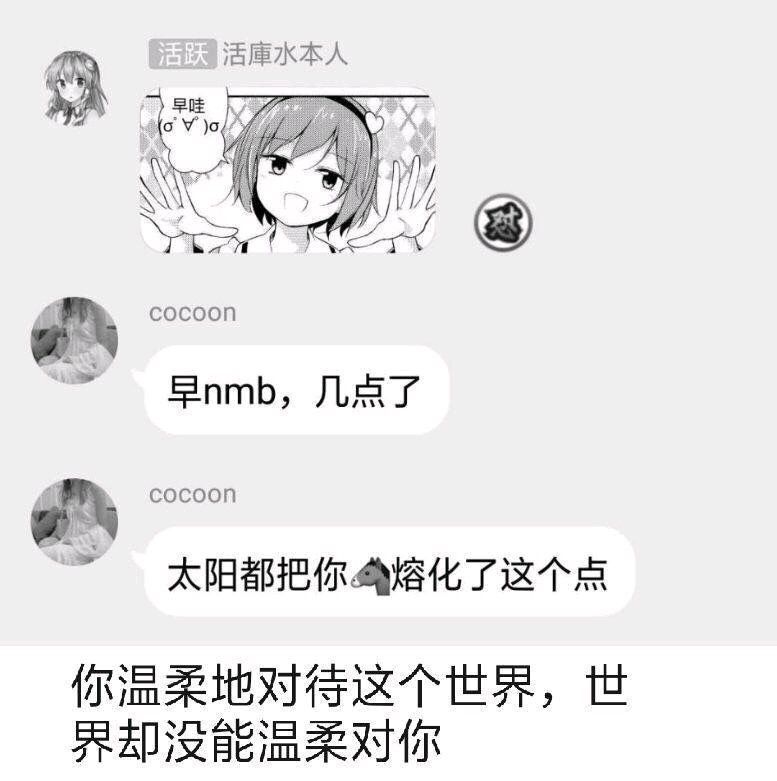 活跃 活庫水本人
早哇
(σ゚∀゚)σ
怼
cocoon
早nmb，几点了
cocoon
太阳都把你🐴熔化了这个点
你温柔地对待这个世界，世
界却没能温柔对你